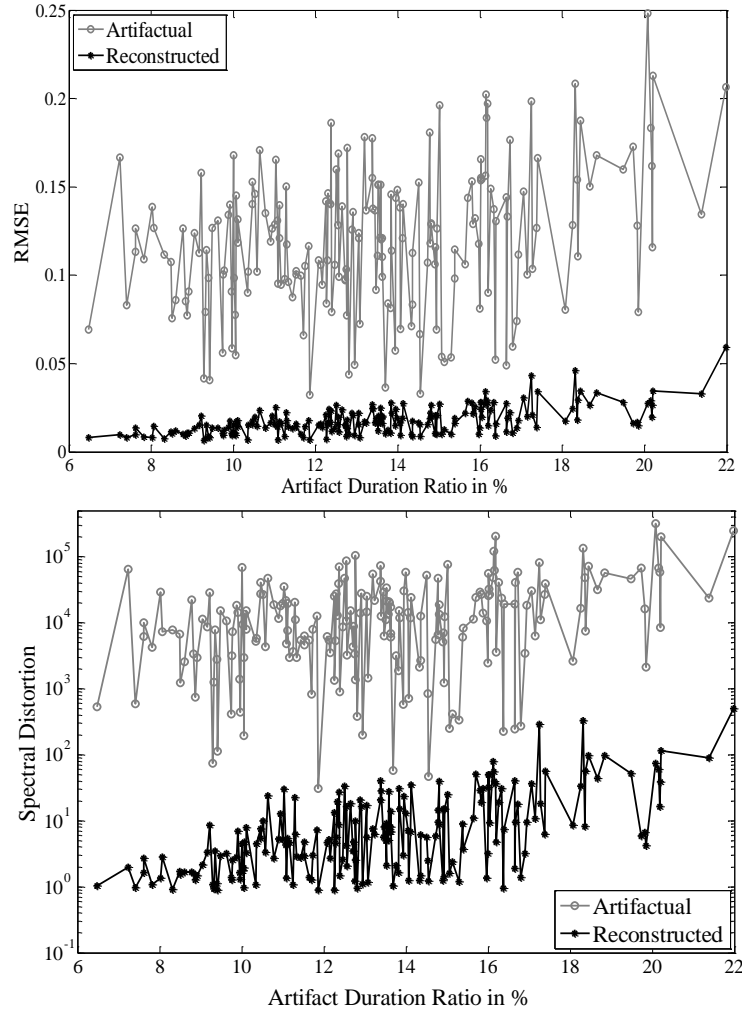 0.25
Artifactual
Reconstructed
0.2
0.15
RMSE
0.1
0.05
0
6 8 10 12 14 16 18 20 22
Artifact Duration Ratio in %
10^5
10^4
10^3
Spectral Distortion
10^2
10^1
10^0
Artifactual
Reconstructed
10^-1
6 8 10 12 14 16 18 20 22
Artifact Duration Ratio in %